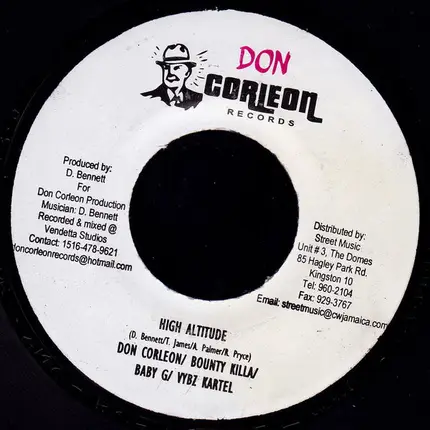 DON
CORLEON
RECORDS
Produced by:
D. Bennett
For
Don Corleon Production
Musician: D. Bennett
Recorded & mixed @
Vendetta Studios
Contact: 1516-478-9621
doncorleonrecords@hotmail.com
Distributed by:
Street Music
Unit # 3, The Domes
85 Hagley Park Rd.
Kingston 10
Tel: 960-2104
Fax: 929-3767
Email: streetmusic@cwjamaica.com
HIGH ALTITUDE
(D. Bennett/T. James/A. Palmer/R. Pryce)
DON CORLEON/ BOUNTY KILLA/
BABY G/ VYBZ KARTEL